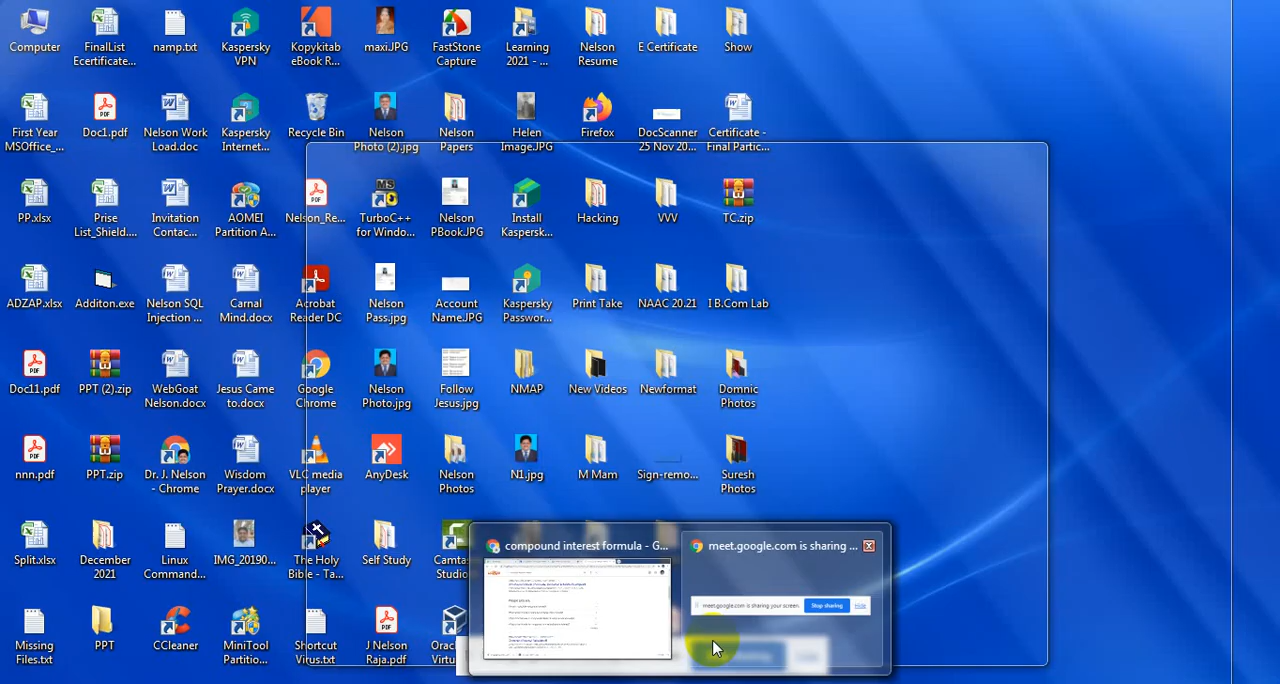 Computer
FinalList
Ecertificate...
namp.txt
Kaspersky
VPN
Kopykitab
eBook R...
maxi.JPG
FastStone
Capture
Learning
2021 - ...
Nelson
Resume
E Certificate
Show
First Year
MSOffice_...
Doc1.pdf
Nelson Work
Load.doc
Kaspersky
Internet...
Recycle Bin
Nelson
Photo (2).jpg
Nelson
Papers
Helen
Image.JPG
Firefox
DocScanner
25 Nov 20...
Certificate -
Final Partic...
PP.xlsx
Prise
List_Shield....
Invitation
Contac...
AOMEI
Partition A...
Nelson_Re...
TurboC++
for Windo...
Nelson
PBook.JPG
Install
Kaspersk...
Hacking
VVV
TC.zip
ADZAP.xlsx
Additon.exe
Nelson SQL
Injection ...
Carnal
Mind.docx
Acrobat
Reader DC
Nelson
Pass.jpg
Account
Name.JPG
Kaspersky
Passwor...
Print Take
NAAC 20.21
I B.Com Lab
Doc11.pdf
PPT (2).zip
WebGoat
Nelson.docx
Jesus Came
to.docx
Google
Chrome
Nelson
Photo.jpg
Follow
Jesus.jpg
NMAP
New Videos
Newformat
Domnic
Photos
nnn.pdf
PPT.zip
Dr. J. Nelson
- Chrome
Wisdom
Prayer.docx
VLC media
player
AnyDesk
Nelson
Photos
N1.jpg
M Mam
Sign-remo...
Suresh
Photos
Split.xlsx
December
2021
Linux
Command...
IMG_20190...
The Holy
Bible - Ta...
Self Study
Camtas
Studio
compound interest formula - G...
meet.google.com is sharing ...
meet.google.com is sharing your screen.
Stop sharing
Hide
Missing
Files.txt
PPT
CCleaner
MiniTool
Partitio...
Shortcut
Virus.txt
J Nelson
Raja.pdf
Orac
Virtu